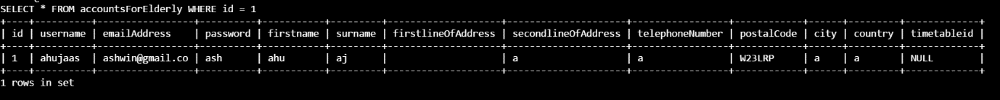 SELECT * FROM accountsForElderly WHERE id = 1
+----+----------+-----------------+----------+-----------+---------+--------------------+---------------------+-----------------+------------+------+---------+-------------+
| id | username | emailAddress    | password | firstname | surname | firstlineOfAddress | secondlineOfAddress | telephoneNumber | postalCode | city | country | timetableid |
+----+----------+-----------------+----------+-----------+---------+--------------------+---------------------+-----------------+------------+------+---------+-------------+
| 1  | ahujaas  | ashwin@gmail.co | ash      | ahu       | aj      |                    | a                   | a               | W23LRP     | a    | a       | NULL        |
+----+----------+-----------------+----------+-----------+---------+--------------------+---------------------+-----------------+------------+------+---------+-------------+
1 rows in set